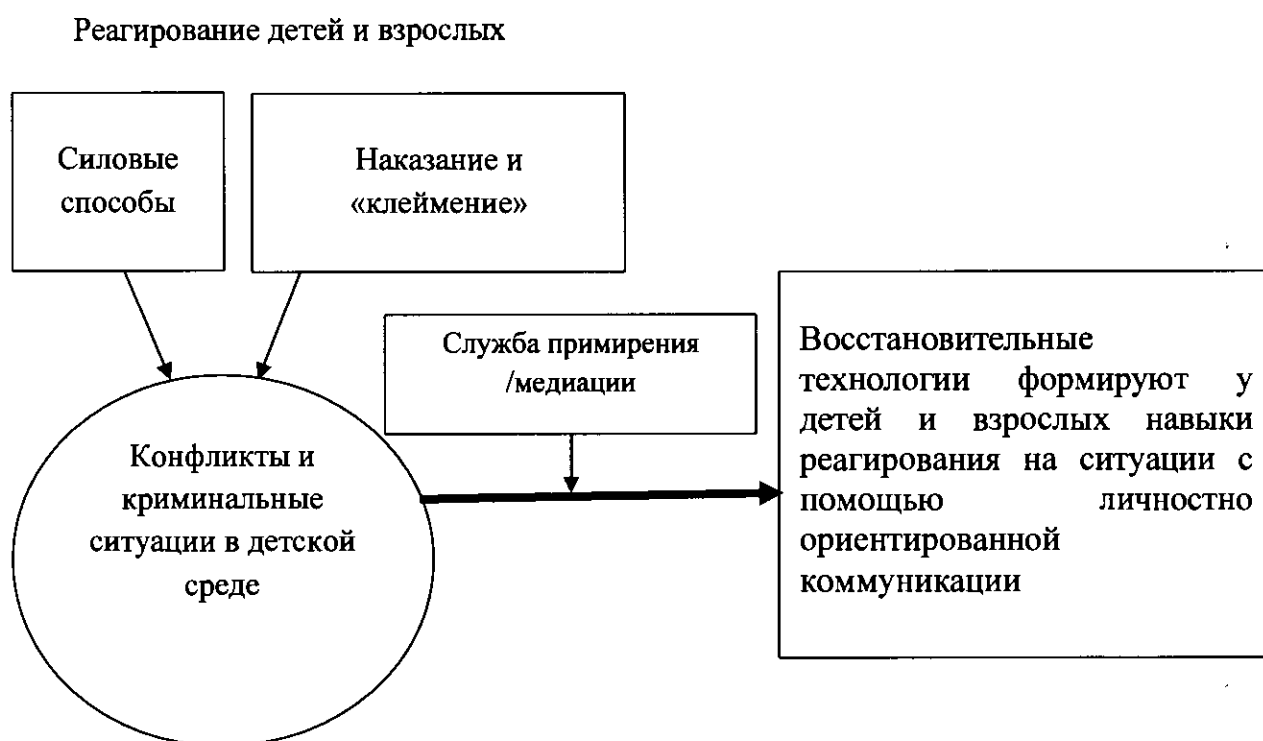 Реагирование детей и взрослых
Силовые
способы
Наказание и
«клеймение»
Служба примирения
/медиации
Конфликты и
криминальные
ситуации в детской
среде
Восстановительные
технологии формируют у
детей и взрослых навыки
реагирования на ситуации с
помощью личностно
ориентированной
коммуникации